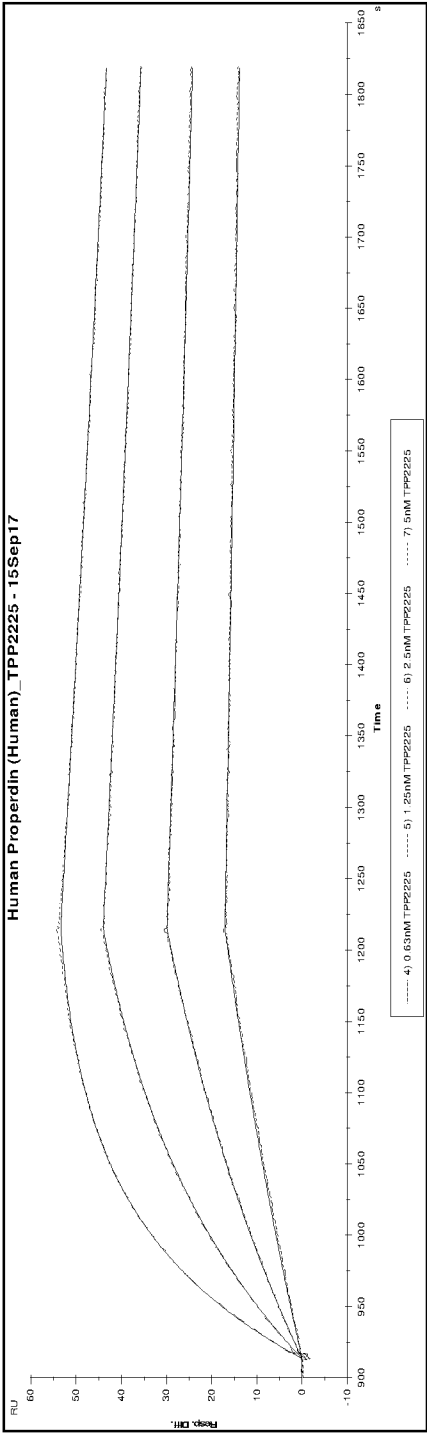 Human Properdin (Human)_TPP2225 - 15Sep17
RU
60
50
40
30
20
10
0
-10
Resp. Diff.
900 950 1000 1050 1100 1150 1200 1250 1300 1350 1400 1450 1500 1550 1600 1650 1700 1750 1800 1850
s
Time
4) 0.63nM TPP2225 5) 1.25nM TPP2225 6) 2.5nM TPP2225 7) 5nM TPP2225